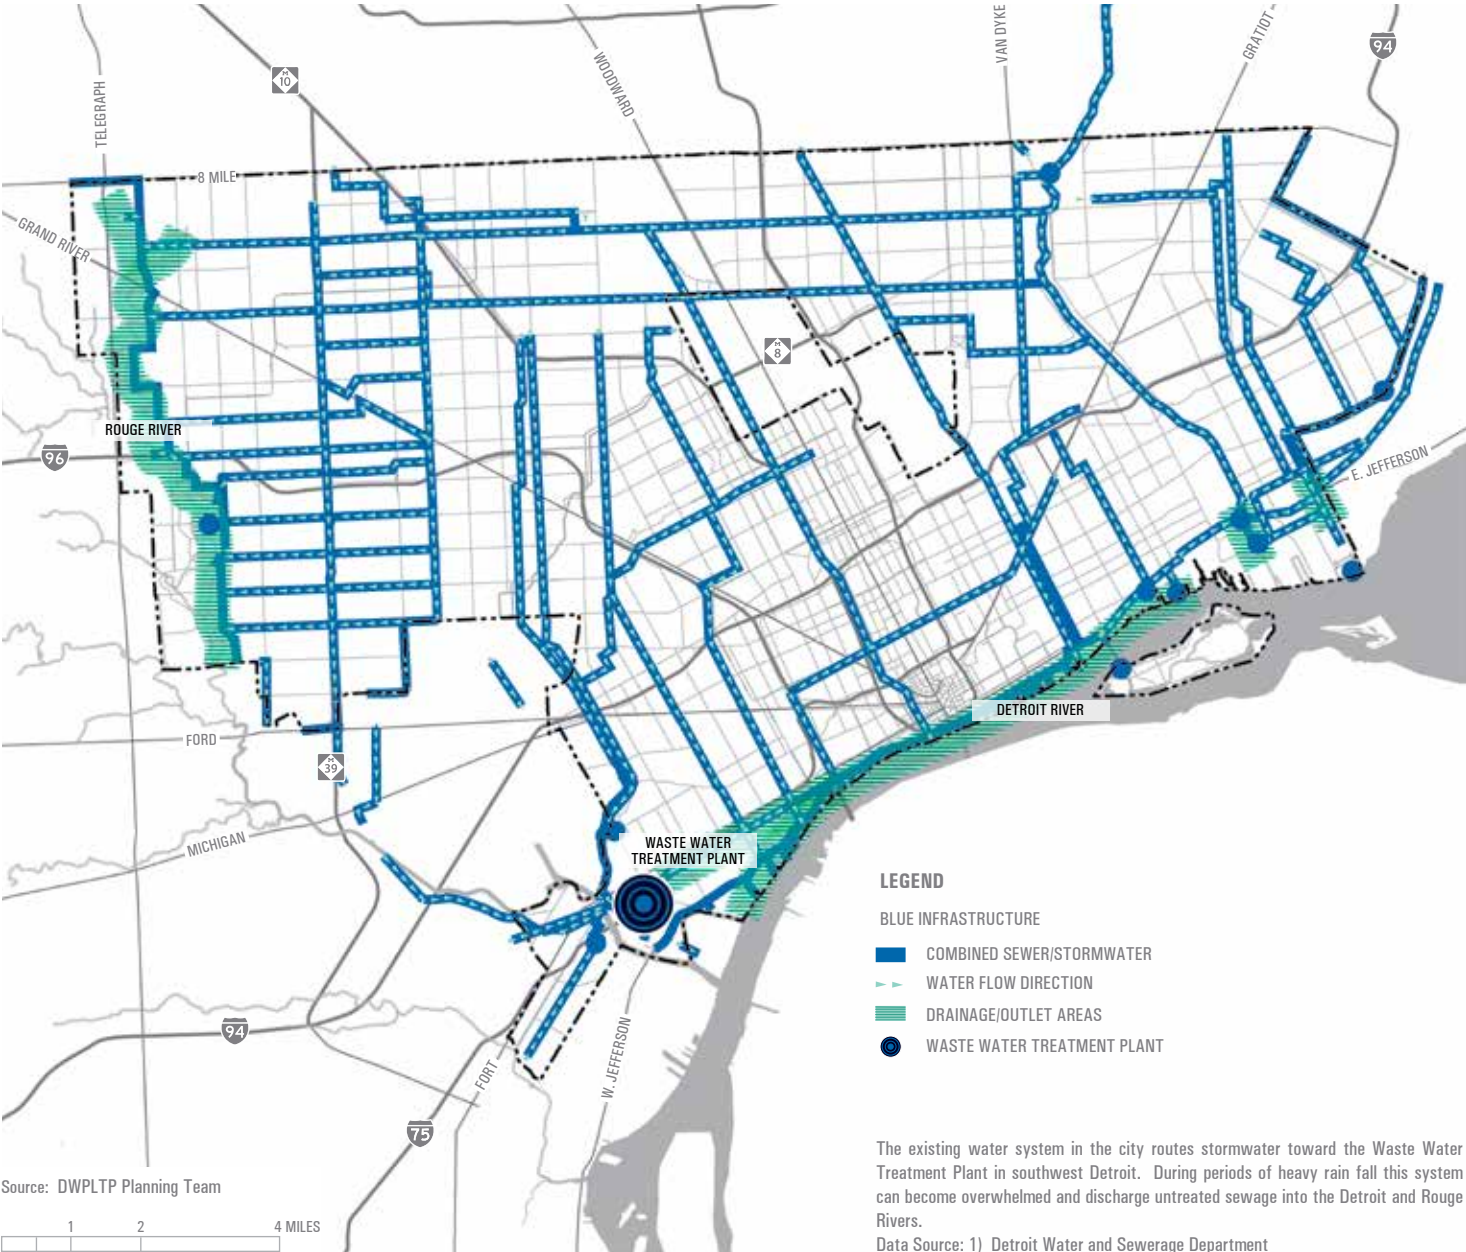 TELEGRAPH
M
10
WOODWARD
VAN DYKE
GRATIOT
94
8 MILE
GRAND RIVER
M
8
ROUGE RIVER
96
E. JEFFERSON
DETROIT RIVER
FORD
M
39
MICHIGAN
WASTE WATER
TREATMENT PLANT
94
FORT
W. JEFFERSON
75
LEGEND
BLUE INFRASTRUCTURE
COMBINED SEWER/STORMWATER
WATER FLOW DIRECTION
DRAINAGE/OUTLET AREAS
WASTE WATER TREATMENT PLANT
The existing water system in the city routes stormwater toward the Waste Water
Treatment Plant in southwest Detroit. During periods of heavy rain fall this system
can become overwhelmed and discharge untreated sewage into the Detroit and Rouge
Rivers.
Data Source: 1) Detroit Water and Sewerage Department
Source: DWPLTP Planning Team
1 2 4 MILES